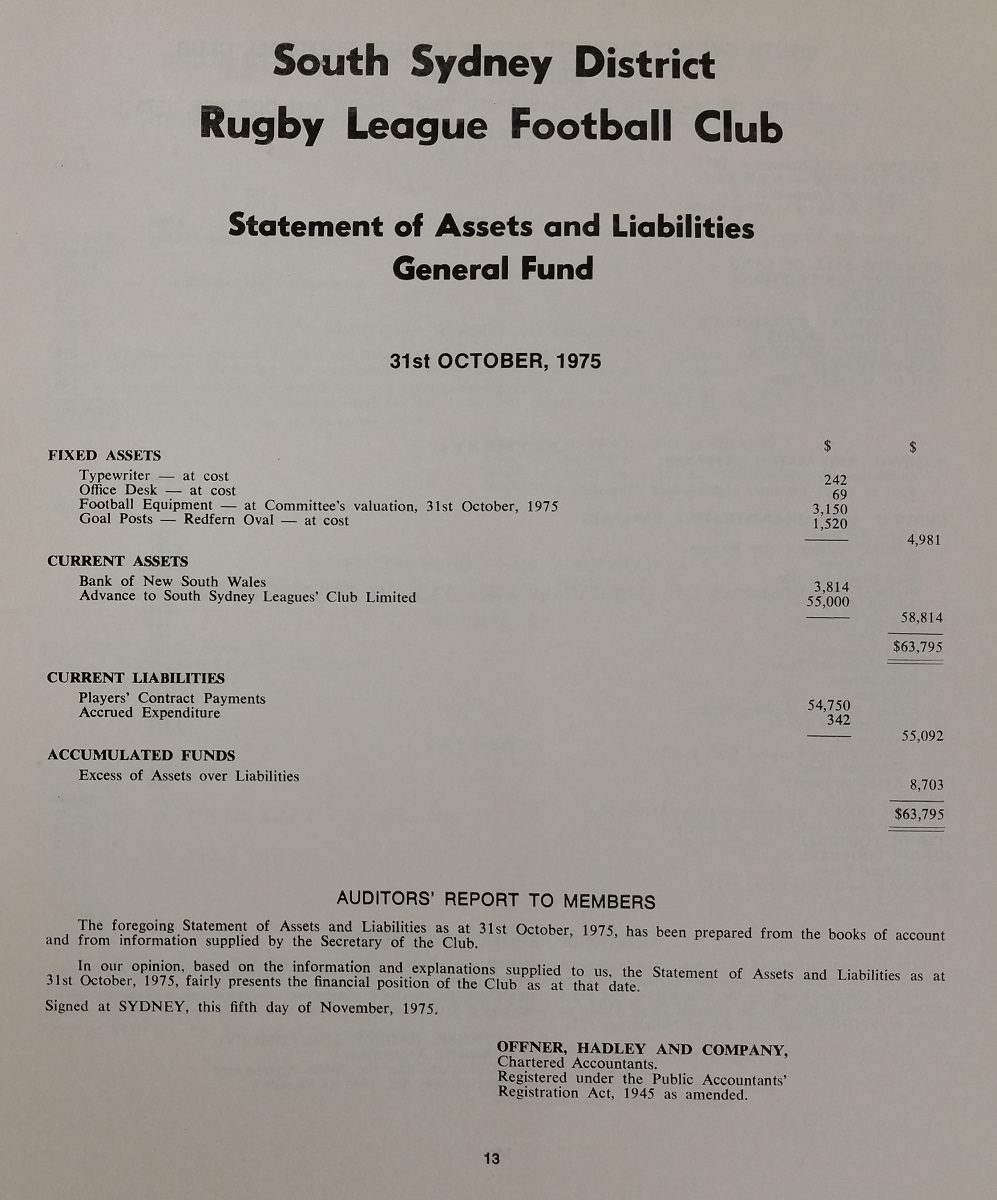 South Sydney District
Rugby League Football Club
Statement of Assets and Liabilities
General Fund
31st OCTOBER, 1975
$ $
FIXED ASSETS
Typewriter — at cost 242
Office Desk — at cost 69
Football Equipment — at Committee's valuation, 31st October, 1975 3,150
Goal Posts — Redfern Oval — at cost 1,520
4,981
CURRENT ASSETS
Bank of New South Wales 3,814
Advance to South Sydney Leagues' Club Limited 55,000
58,814
$63,795
CURRENT LIABILITIES
Players' Contract Payments 54,750
Accrued Expenditure 342
55,092
ACCUMULATED FUNDS
Excess of Assets over Liabilities 8,703
$63,795
AUDITORS' REPORT TO MEMBERS
The foregoing Statement of Assets and Liabilities as at 31st October, 1975, has been prepared from the books of account
and from information supplied by the Secretary of the Club.
In our opinion, based on the information and explanations supplied to us, the Statement of Assets and Liabilities as at
31st October, 1975, fairly presents the financial position of the Club as at that date.
Signed at SYDNEY, this fifth day of November, 1975.
OFFNER, HADLEY AND COMPANY,
Chartered Accountants.
Registered under the Public Accountants'
Registration Act, 1945 as amended.
13